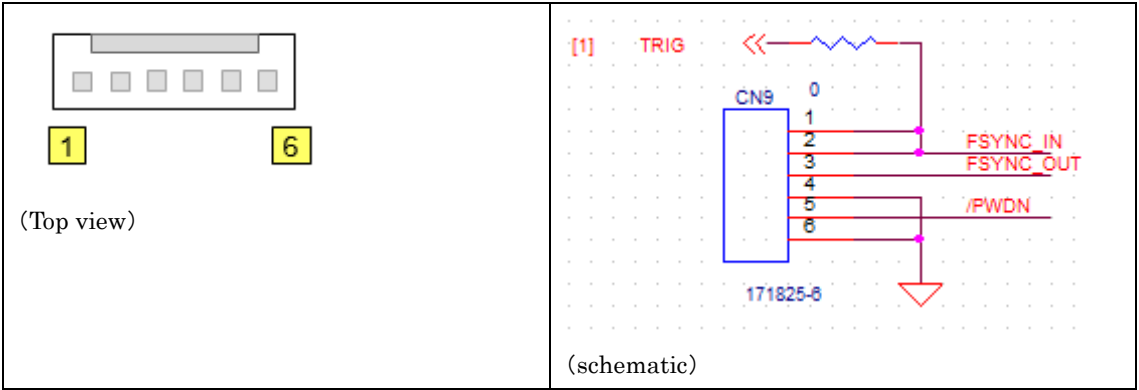 1
6
（Top view）
[1] TRIG
CN9
0
1
2
3
4
5
6
FSYNC_IN
FSYNC_OUT
/PWDN
171825-6
（schematic）